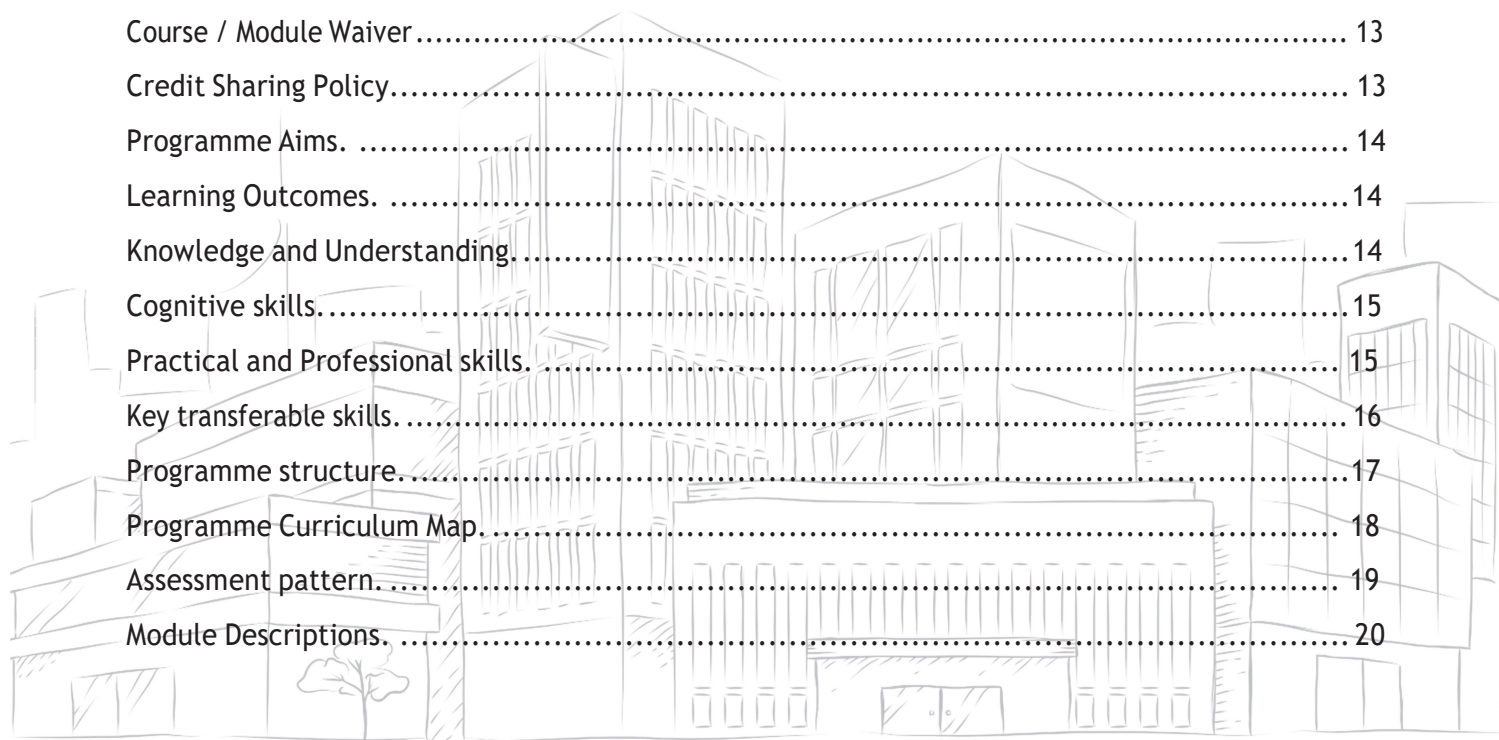 Course / Module Waiver.................................................................................................. 13
Credit Sharing Policy..................................................................................................... 13
Programme Aims. ........................................................................................................ 14
Learning Outcomes. ..................................................................................................... 14
Knowledge and Understanding. ....................................................................................... 14
Cognitive skills. ........................................................................................................... 15
Practical and Professional skills. ..................................................................................... 15
Key transferable skills. .................................................................................................. 16
Programme structure. ................................................................................................... 17
Programme Curriculum Map. .......................................................................................... 18
Assessment pattern. ..................................................................................................... 19
Module Descriptions. .................................................................................................... 20